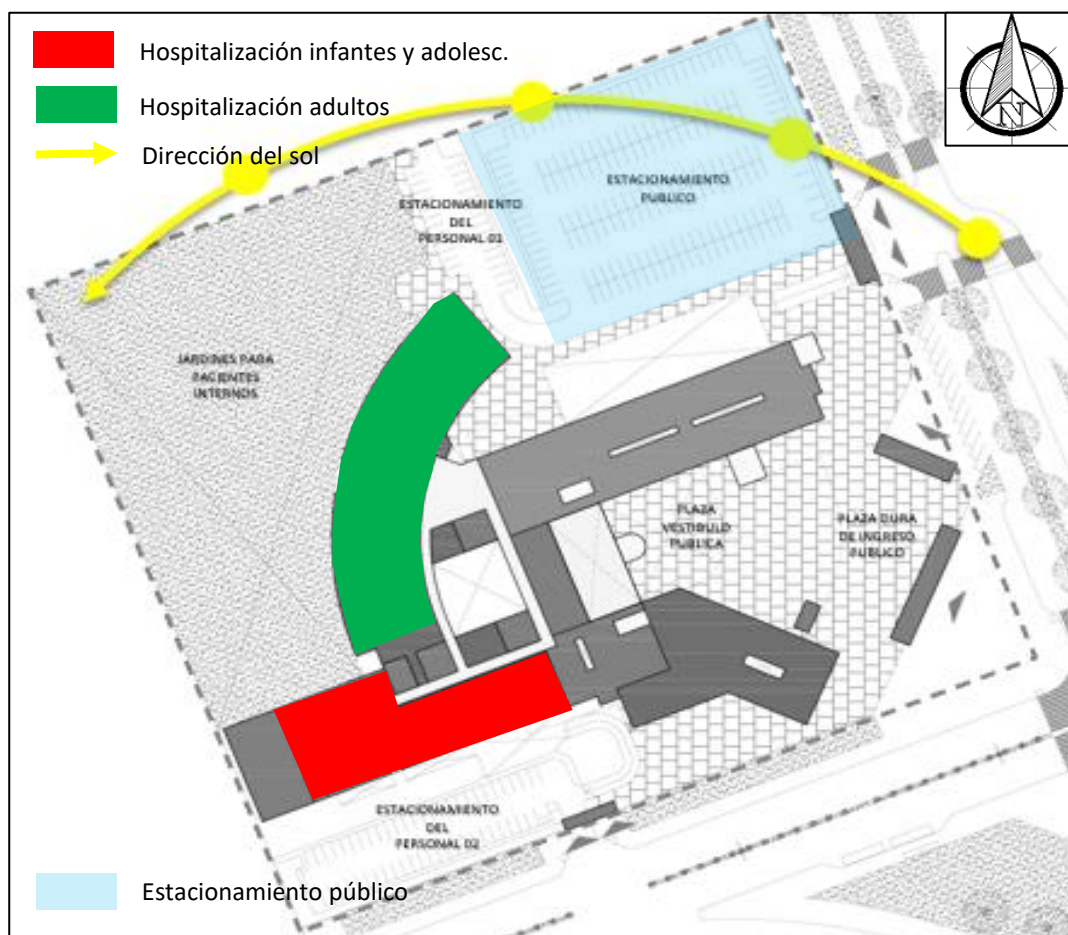 Hospitalización infantes y adolesc.
Hospitalización adultos
Dirección del sol
N
ESTACIONAMIENTO
PUBLICO
ESTACIONAMIENTO
DEL
PERSONAL 01
JARDINES PARA
PACIENTES
INTERNOS
PLAZA
VESTIBULO
PUBLICA
PLAZA DURA
DE INGRESO
PUBLICO
ESTACIONAMIENTO
DEL
PERSONAL 02
Estacionamiento público